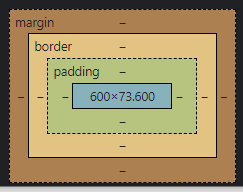 margin –
border –
padding –
– – – 600×73.600 – – –
–
–
–